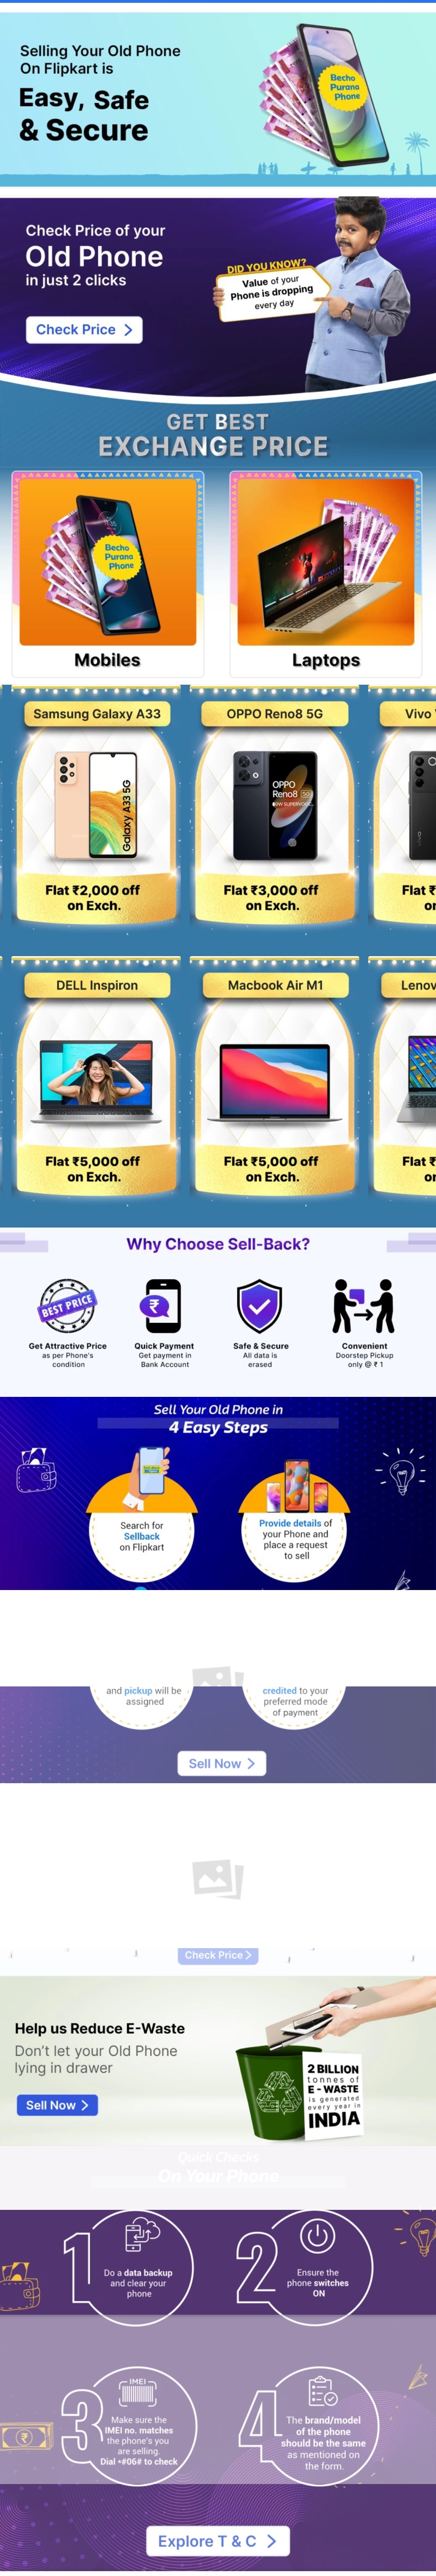 Selling Your Old Phone
On Flipkart is
Easy, Safe
& Secure
Becho
Purana
Phone
Check Price of your
Old Phone
in just 2 clicks
Check Price >
DID YOU KNOW?
Value of your
Phone is dropping
every day
GET BEST
EXCHANGE PRICE
Becho
Purana
Phone
Mobiles
Laptops
Samsung Galaxy A33
OPPO Reno8 5G
Vivo
Galaxy A33 5G
OPPO
Reno8 5G
80W SUPERVOOC
vivo
Flat ₹2,000 off
on Exch.
Flat ₹3,000 off
on Exch.
Flat ₹
DELL Inspiron
Macbook Air M1
Lenov
Flat ₹5,000 off
on Exch.
Flat ₹5,000 off
on Exch.
Flat ₹
Why Choose Sell-Back?
BEST PRICE
₹
Get Attractive Price
as per Phone's
condition
Quick Payment
Get payment in
Bank Account
Safe & Secure
All data is
erased
Convenient
Doorstep Pickup
only @ ₹ 1
Sell Your Old Phone in
4 Easy Steps
Search for
Sellback
on Flipkart
Provide details of
your Phone and
place a request
to sell
and pickup will be
assigned
credited to your
preferred mode
of payment
Sell Now >
Check Price >
Help us Reduce E-Waste
Don't let your Old Phone
lying in drawer
Sell Now >
2 BILLION
tonnes of
E - WASTE
is generated
every year in
INDIA
Quick Checks
On Your Phone
1
Do a data backup
and clear your
phone
2
Ensure the
phone switches
ON
3
IMEI
Make sure the
IMEI no. matches
the phone's you
are selling.
Dial *#06# to check
4
The brand/model
of the phone
should be the same
as mentioned on
the form.
₹
Explore T & C >